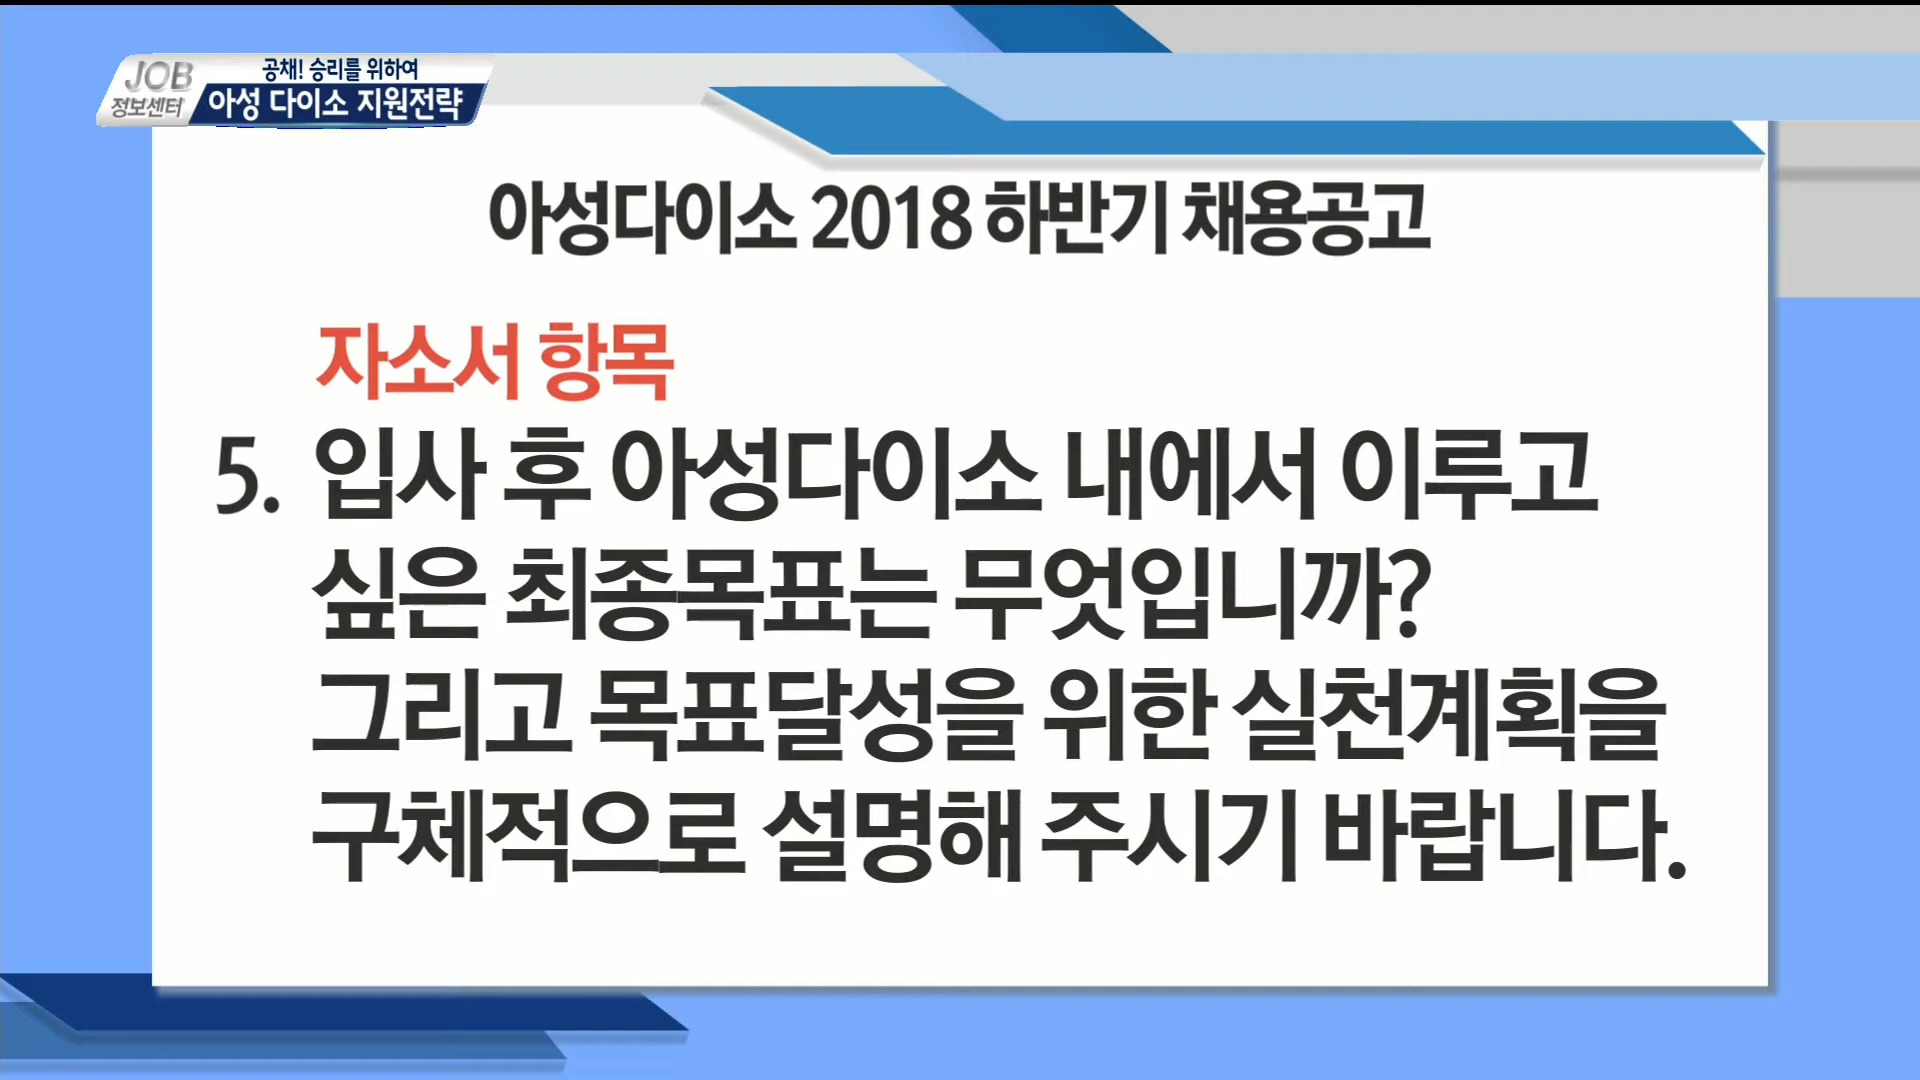 JOB
정보센터
공채! 승리를 위하여
아성 다이소 지원전략
아성다이소 2018 하반기 채용공고
자소서 항목
5. 입사 후 아성다이소 내에서 이루고
싶은 최종목표는 무엇입니까?
그리고 목표달성을 위한 실천계획을
구체적으로 설명해 주시기 바랍니다.